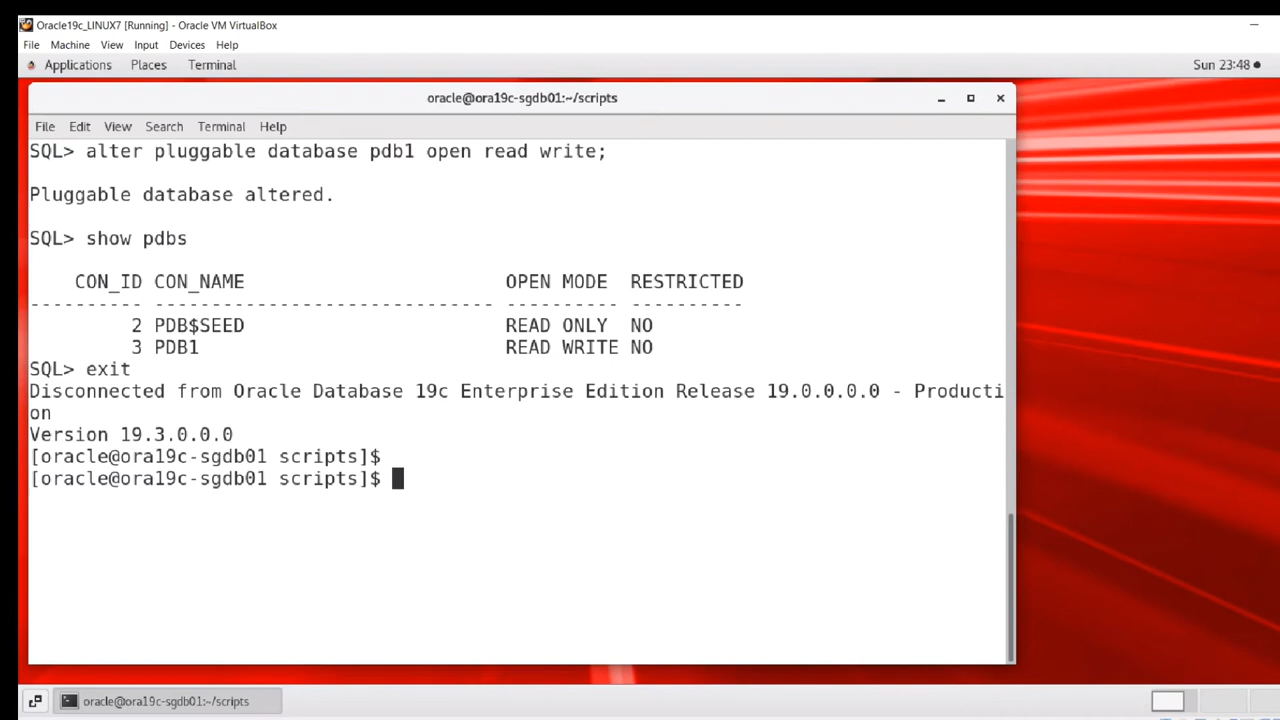 Oracle19c_LINUX7 [Running] - Oracle VM VirtualBox
File Machine View Input Devices Help
Applications Places Terminal Sun 23:48
oracle@ora19c-sgdb01:~/scripts
File Edit View Search Terminal Help
SQL> alter pluggable database pdb1 open read write;
Pluggable database altered.
SQL> show pdbs
CON_ID CON_NAME OPEN MODE RESTRICTED
---------- ------------------------------ ---------- ----------
2 PDB$SEED READ ONLY NO
3 PDB1 READ WRITE NO
SQL> exit
Disconnected from Oracle Database 19c Enterprise Edition Release 19.0.0.0.0 - Producti
on
Version 19.3.0.0.0
[oracle@ora19c-sgdb01 scripts]$
[oracle@ora19c-sgdb01 scripts]$
oracle@ora19c-sgdb01:~/scripts